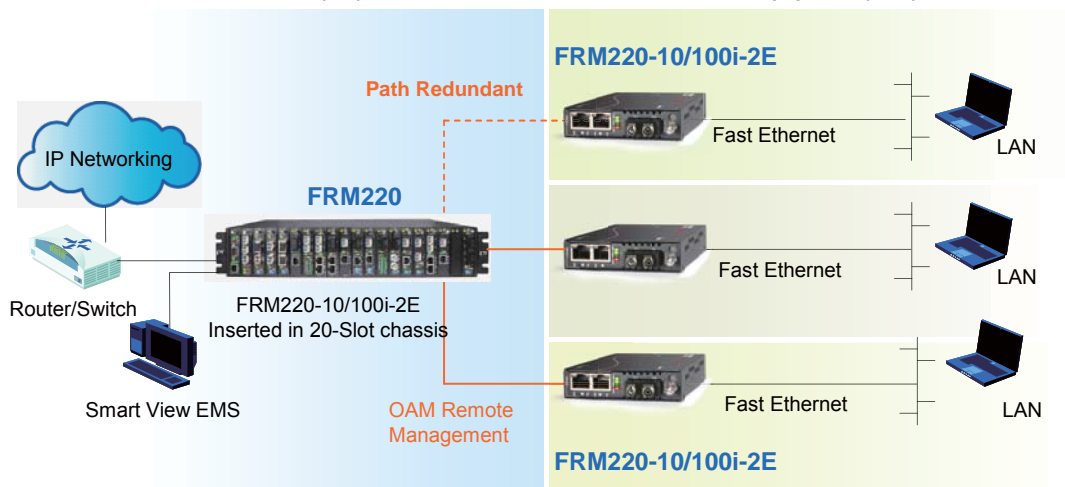 FRM220-10/100i-2E
Path Redundant
Fast Ethernet
LAN
IP Networking
FRM220
Fast Ethernet
LAN
Router/Switch
FRM220-10/100i-2E
Inserted in 20-Slot chassis
Smart View EMS
OAM Remote
Management
Fast Ethernet
LAN
FRM220-10/100i-2E